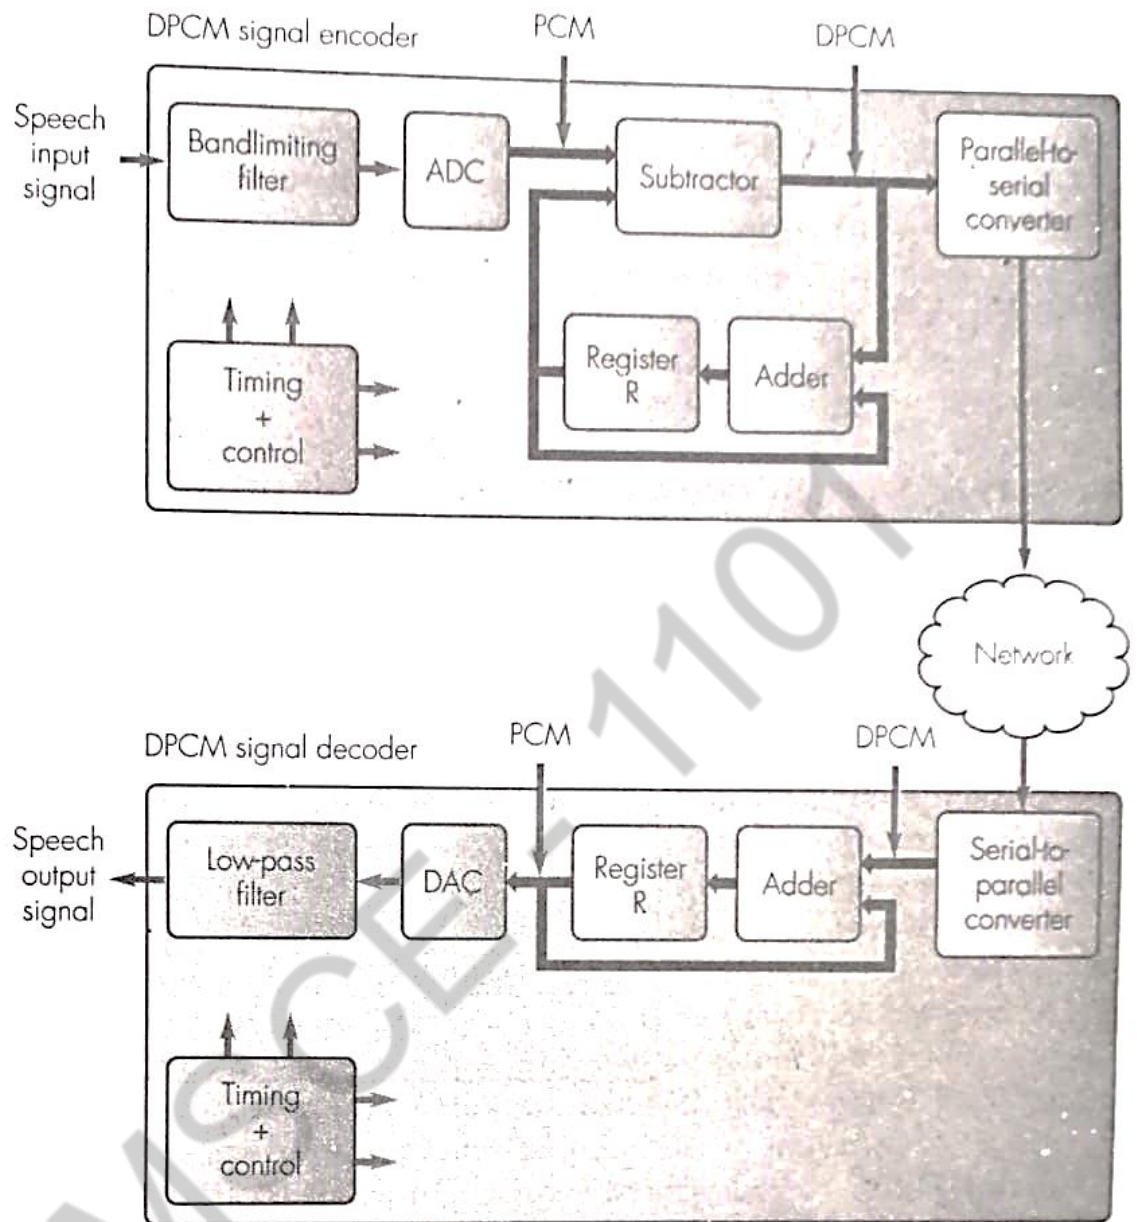 DPCM signal encoder
PCM
DPCM
Speech
input
signal
Bandlimiting
filter
ADC
Subtractor
Parallel-to-
serial
converter
Timing
+
control
Register
R
Adder
Network
DPCM signal decoder
PCM
DPCM
Speech
output
signal
Low-pass
filter
DAC
Register
R
Adder
Serial-to-
parallel
converter
Timing
+
control
MSCE - 1101